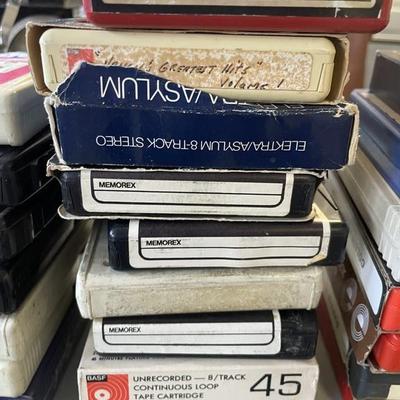 GREATEST HITS"
VOLUME 1
ELEKTRA/ASYLUM
ELEKTRA/ASYLUM 8-TRACK STEREO
MEMOREX
MEMOREX
MEMOREX
BASF
UNRECORDED — 8/TRACK
CONTINUOUS LOOP
TAPE CARTRIDGE
45